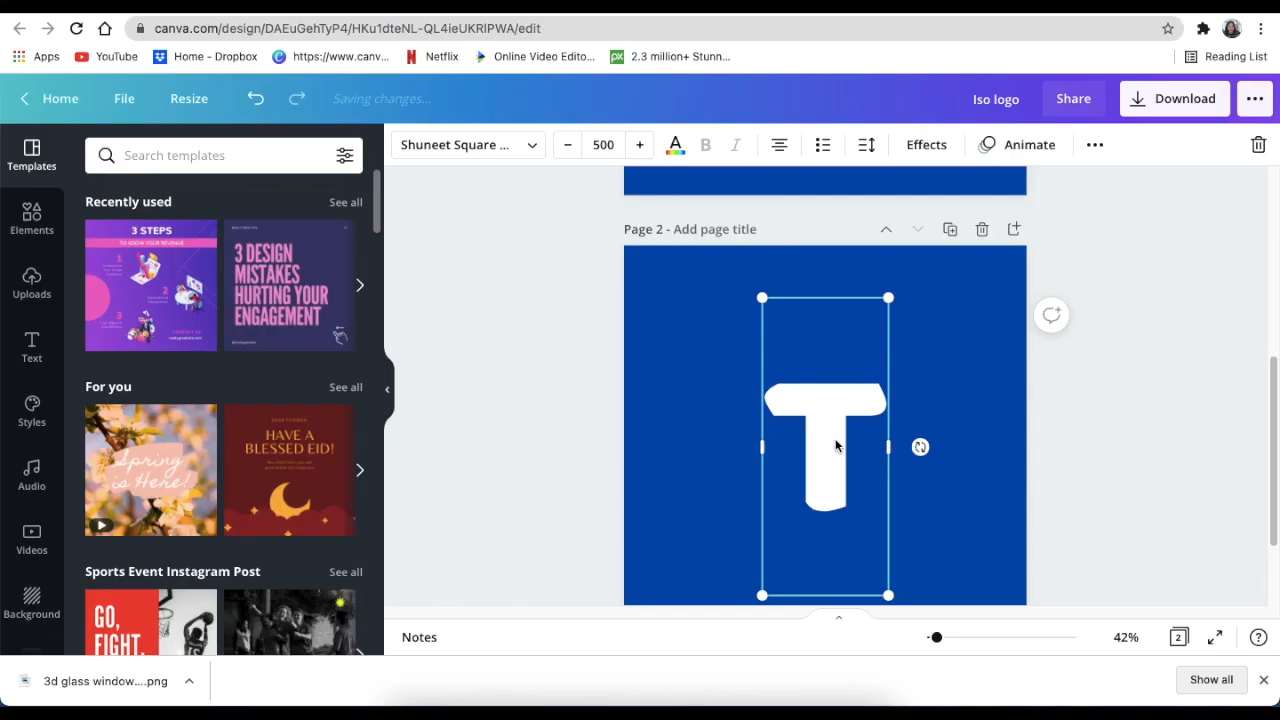 canva.com/design/DAEuGehTyP4/HKu1dteNL-QL4ieUKRlPWA/edit
Apps
YouTube
Home - Dropbox
https://www.canv...
Netflix
Online Video Edito...
2.3 million+ Stunn...
Reading List
Home
File
Resize
Saving changes...
Iso logo
Share
Download
Templates
Search templates
Shuneet Square ...
500
A
B
I
Effects
Animate
Elements
Uploads
Text
Styles
Audio
Videos
Background
Recently used
See all
3 STEPS
TO GROW YOUR REVENUE
3 DESIGN
MISTAKES
HURTING YOUR
ENGAGEMENT
For you
See all
Spring
is Here!
HAVE A
BLESSED EID!
Sports Event Instagram Post
See all
GO,
FIGHT,
Page 2 - Add page title
T
Notes
42%
2
3d glass window....png
Show all